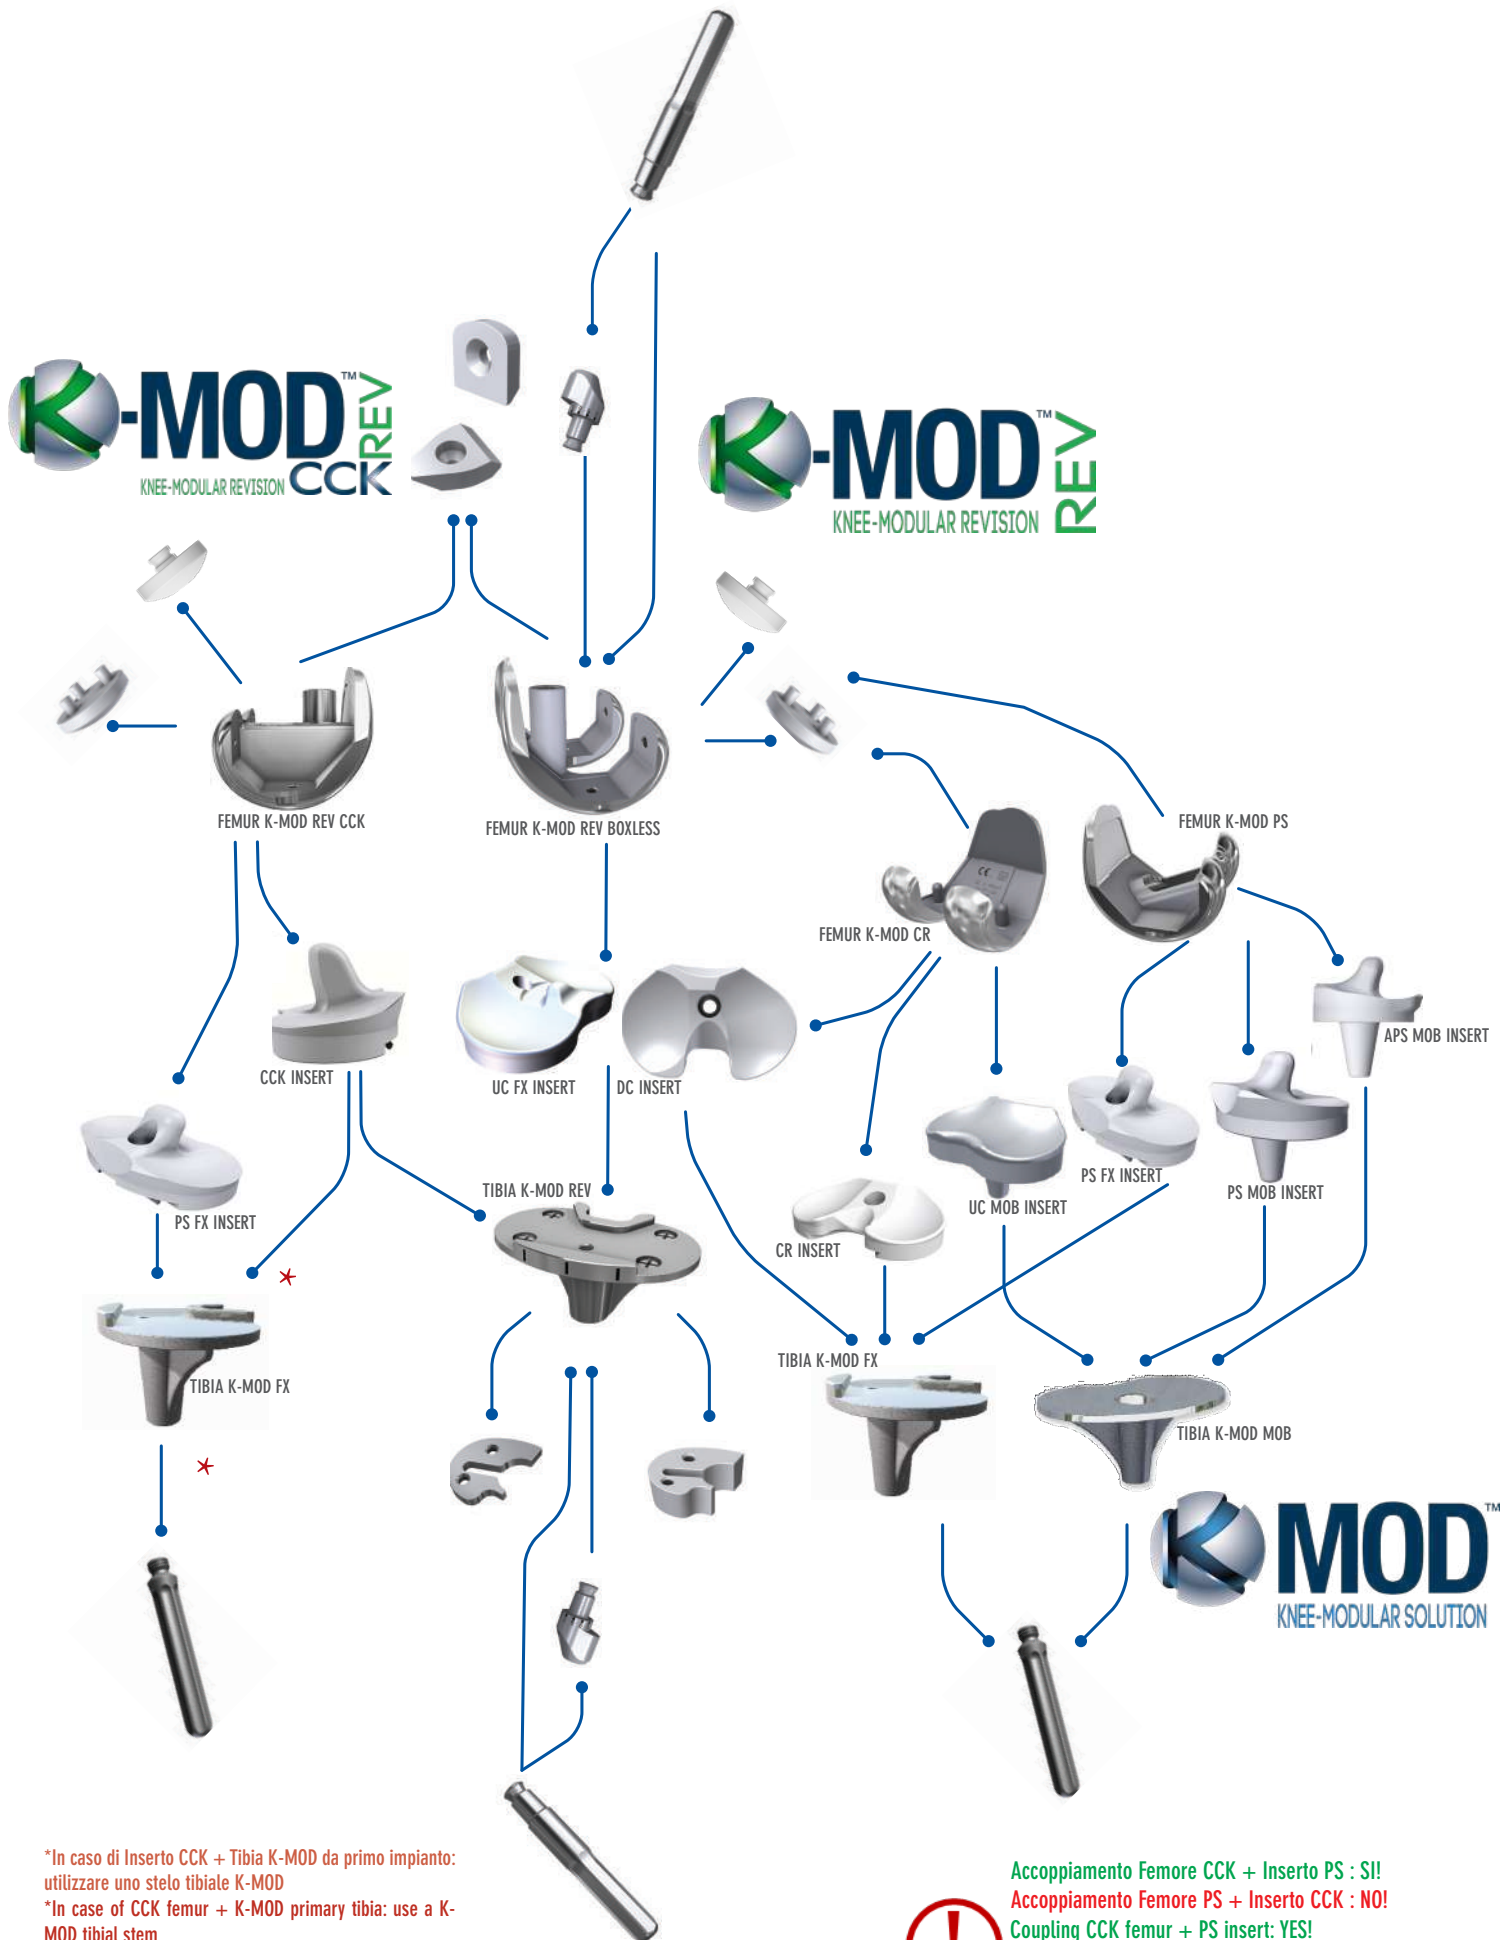 K-MOD™ REV
CCK
KNEE-MODULAR REVISION
K-MOD™ REV
KNEE-MODULAR REVISION
FEMUR K-MOD REV CCK
FEMUR K-MOD REV BOXLESS
FEMUR K-MOD PS
FEMUR K-MOD CR
APS MOB INSERT
CCK INSERT
UC FX INSERT
DC INSERT
PS FX INSERT
PS MOB INSERT
UC MOB INSERT
TIBIA K-MOD REV
PS FX INSERT
CR INSERT
*
TIBIA K-MOD FX
TIBIA K-MOD FX
TIBIA K-MOD MOB
*
K MOD™
KNEE-MODULAR SOLUTION
*In caso di Inserto CCK + Tibia K-MOD da primo impianto:
utilizzare uno stelo tibiale K-MOD
*In case of CCK femur + K-MOD primary tibia: use a K-
MOD tibial stem
!
Accoppiamento Femore CCK + Inserto PS : SI!
Accoppiamento Femore PS + Inserto CCK : NO!
Coupling CCK femur + PS insert: YES!